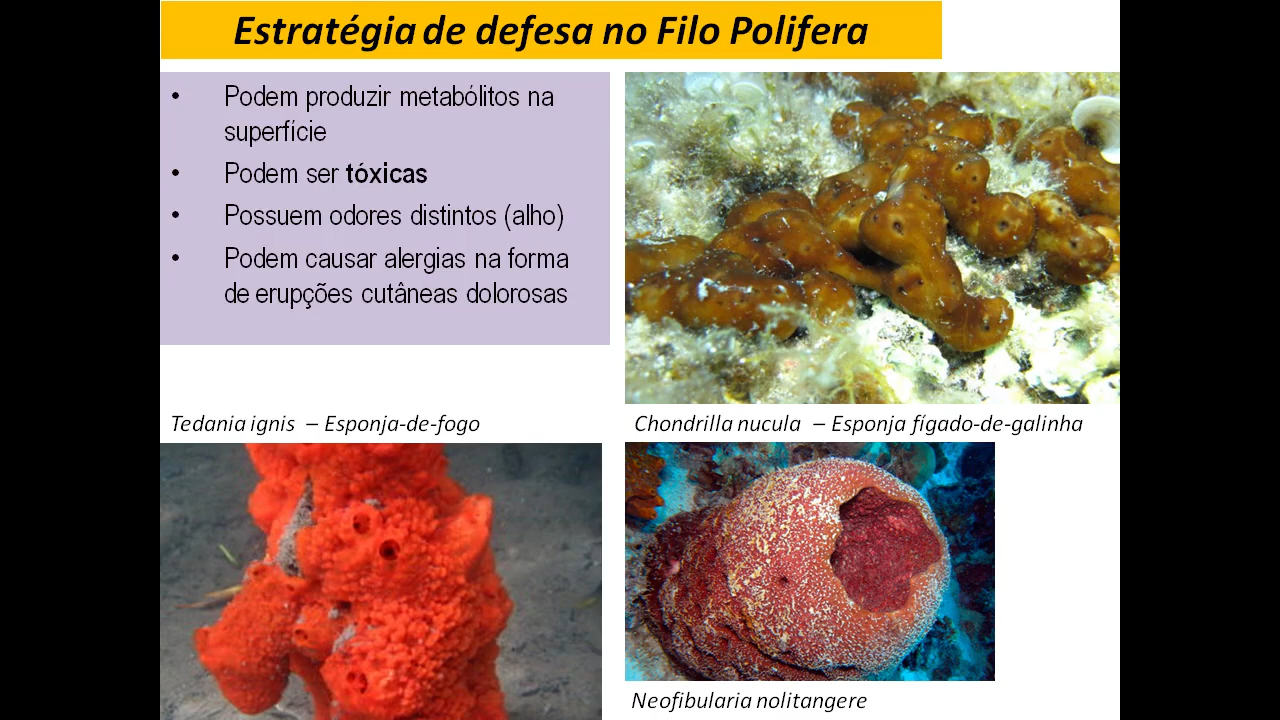 Estratégia de defesa no Filo Polifera
• Podem produzir metabólitos na
superfície
• Podem ser tóxicas
• Possuem odores distintos (alho)
• Podem causar alergias na forma
de erupções cutâneas dolorosas
Tedania ignis – Esponja-de-fogo
Chondrilla nucula – Esponja fígado-de-galinha
Neofibularia nolitangere